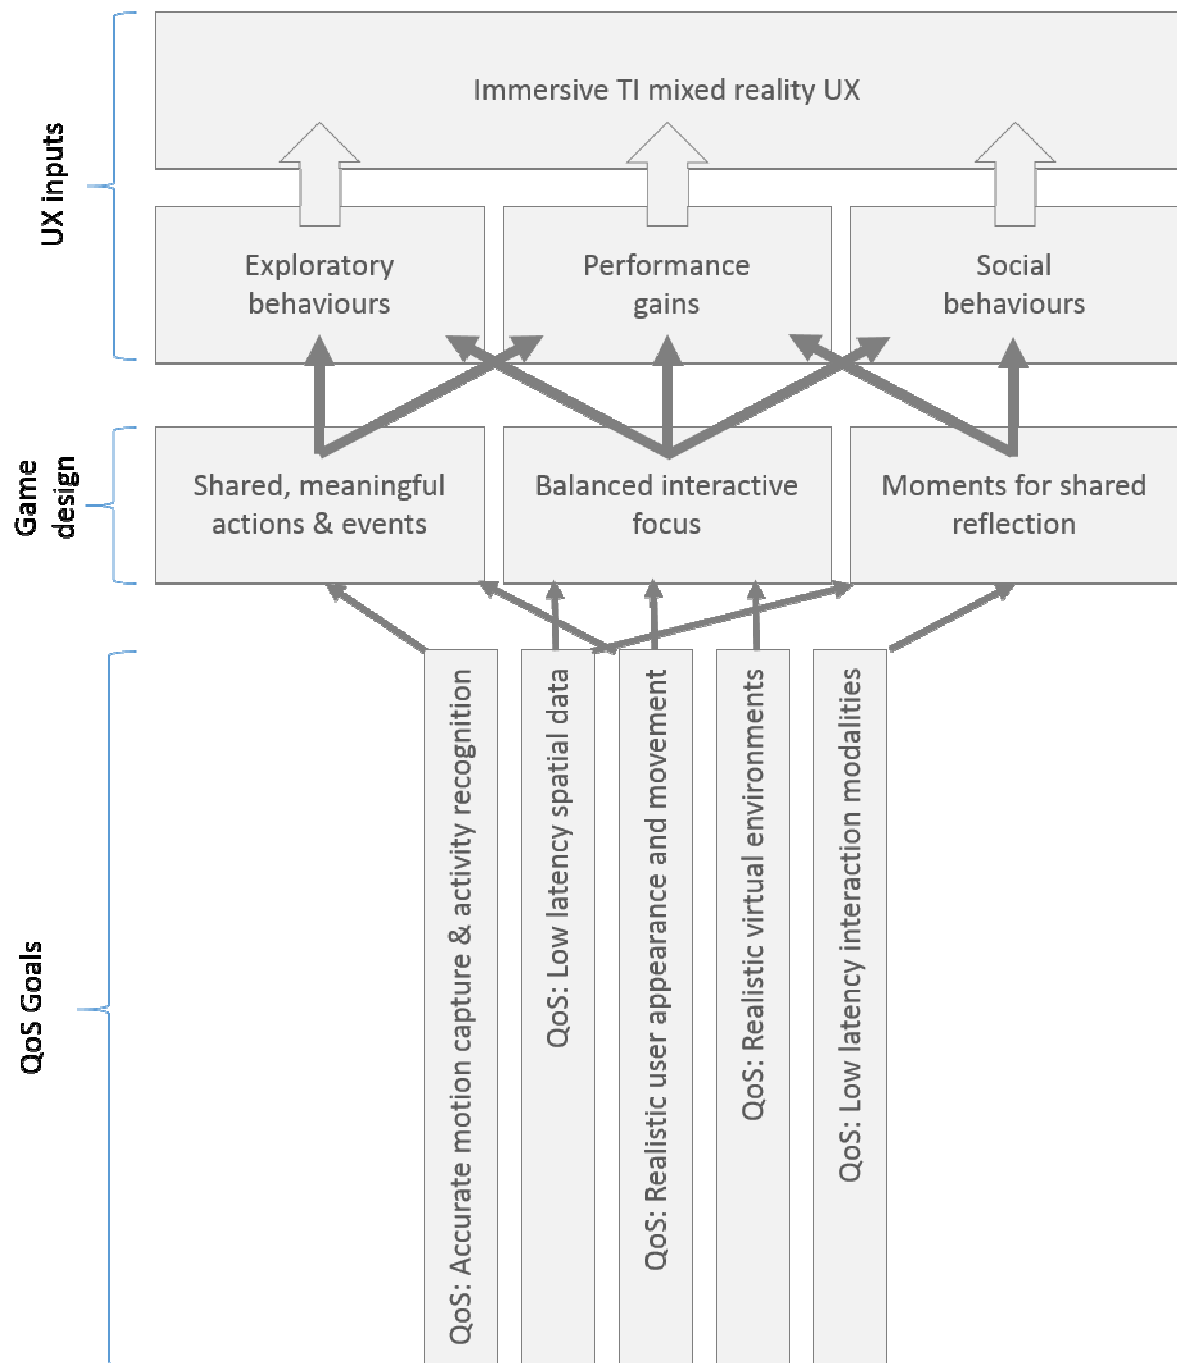 Immersive TI mixed reality UX
UX inputs
Exploratory
behaviours
Performance
gains
Social
behaviours
Game
design
Shared, meaningful
actions & events
Balanced interactive
focus
Moments for shared
reflection
QoS Goals
QoS: Accurate motion capture & activity recognition
QoS: Low latency spatial data
QoS: Realistic user appearance and movement
QoS: Realistic virtual environments
QoS: Low latency interaction modalities